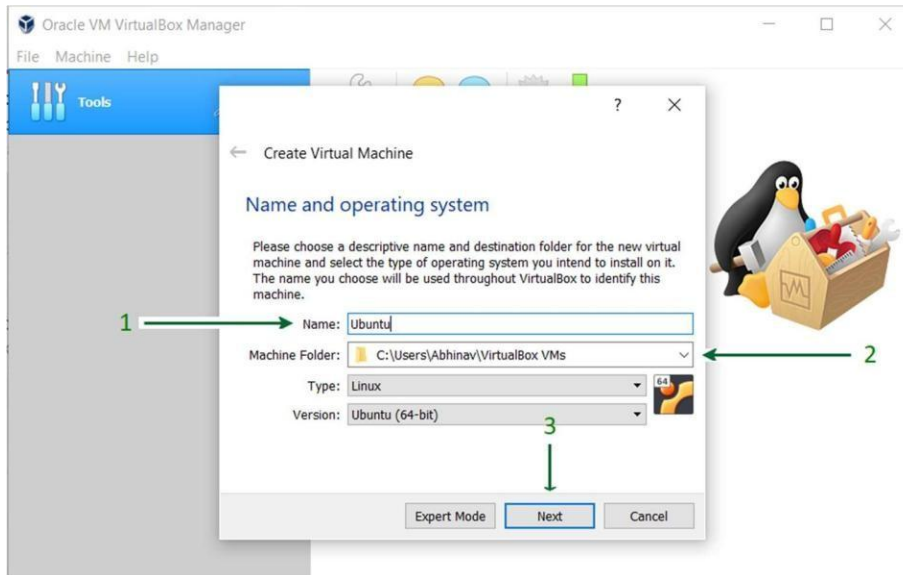 Oracle VM VirtualBox Manager
File Machine Help
Tools
?
Create Virtual Machine
Name and operating system
Please choose a descriptive name and destination folder for the new virtual
machine and select the type of operating system you intend to install on it.
The name you choose will be used throughout VirtualBox to identify this
machine.
1
Name: Ubuntu
Machine Folder: C:\Users\Abhinav\VirtualBox VMs
2
Type: Linux
64
Version: Ubuntu (64-bit)
3
Expert Mode Next Cancel